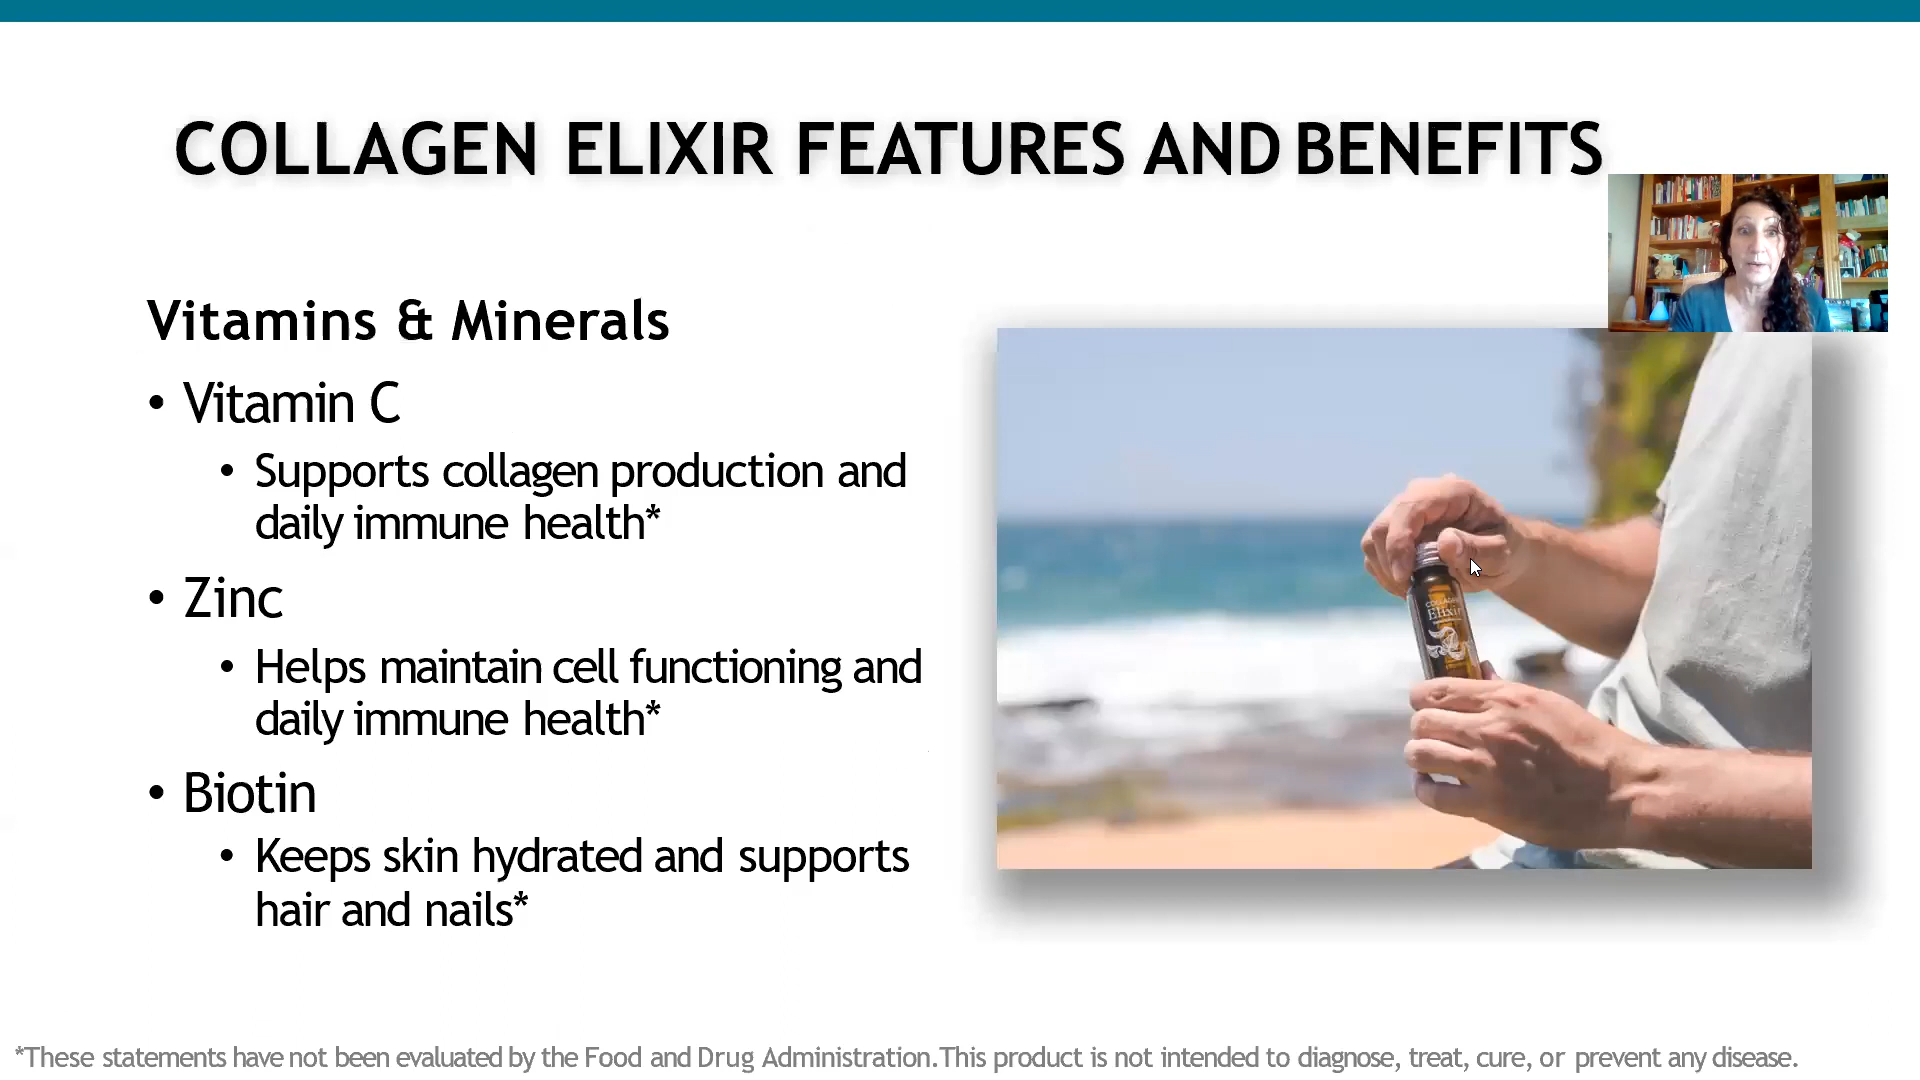 COLLAGEN ELIXIR FEATURES AND BENEFITS
Vitamins & Minerals
• Vitamin C
• Supports collagen production and
daily immune health*
• Zinc
• Helps maintain cell functioning and
daily immune health*
• Biotin
• Keeps skin hydrated and supports
hair and nails*
COLLAGEN
Elixir
*These statements have not been evaluated by the Food and Drug Administration. This product is not intended to diagnose, treat, cure, or prevent any disease.